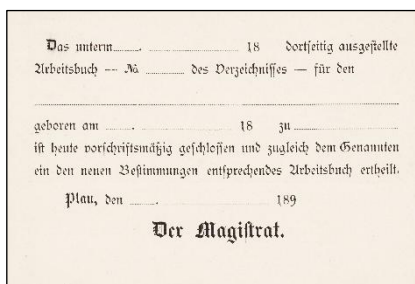 Das unterm ........ . .................... 18   dortseitig ausgestellte
Arbeitsbuch — № ............ des Verzeichnisses — für den
................................................................................
geboren am ........ . ........................ 18   zu ........................
ist heute vorschriftsmäßig geschlossen und zugleich dem Genannten
ein den neuen Bestimmungen entsprechendes Arbeitsbuch ertheilt.
Plau, den ........ . ............................ 189
Der Magistrat.